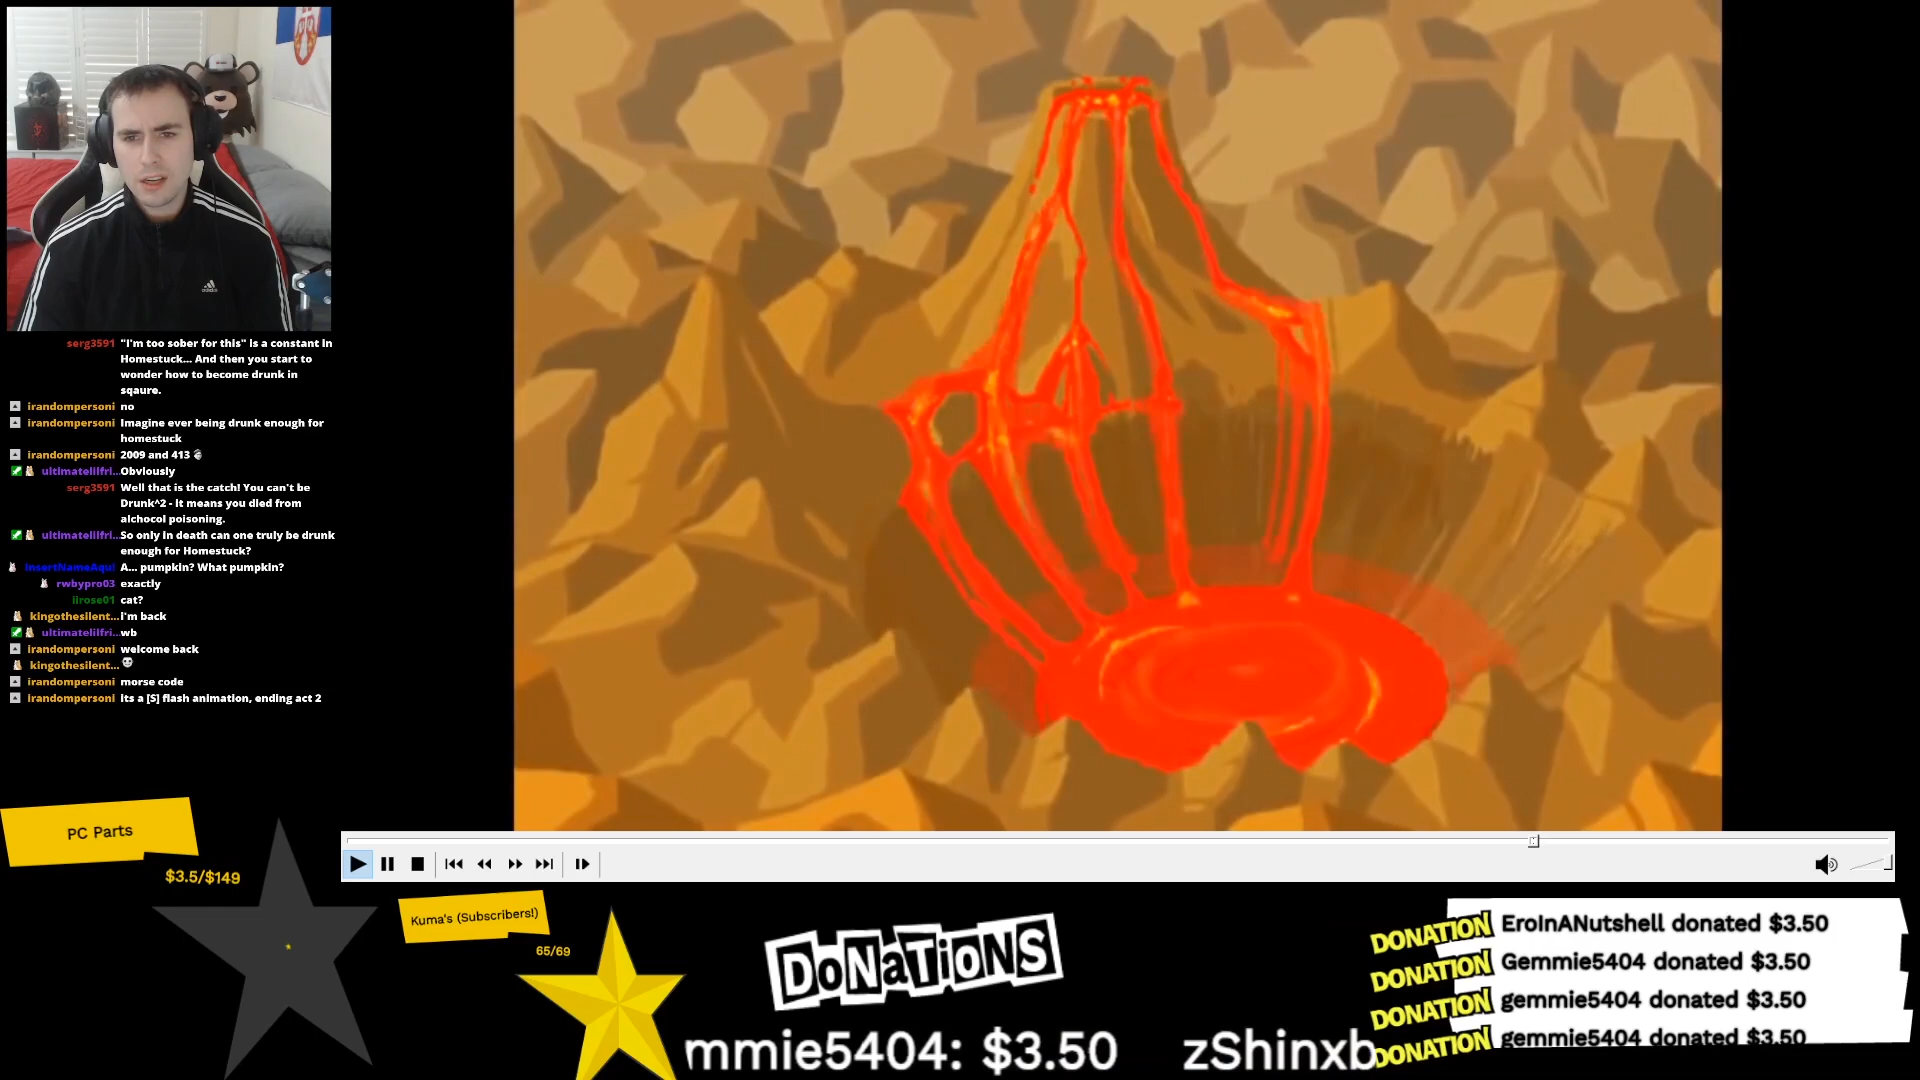 serg3591 "I'm too sober for this" is a constant in
Homestuck... And then you start to
wonder how to become drunk in
sqaure.
irandompersoni no
irandompersoni Imagine ever being drunk enough for
homestuck
irandompersoni 2009 and 413
ultimatelilfri... Obviously
serg3591 Well that is the catch! You can't be
Drunk^2 - it means you died from
alchocol poisoning.
ultimatelilfri... So only in death can one truly be drunk
enough for Homestuck?
InsertNameAqui A... pumpkin? What pumpkin?
rwbypro03 exactly
cat?
kingothesilent... I'm back
ultimatelilfri... wb
irandompersoni welcome back
kingothesilent...
irandompersoni morse code
irandompersoni its a [S] flash animation, ending act 2
adidas
PC Parts
$3.5/$149
Kuma's (Subscribers!)
65/69
DoNaTiONS
mmie5404: $3.50 zShinxb
DONATION EroInANutshell donated $3.50
DONATION Gemmie5404 donated $3.50
DONATION gemmie5404 donated $3.50
DONATION gemmie5404 donated $3.50